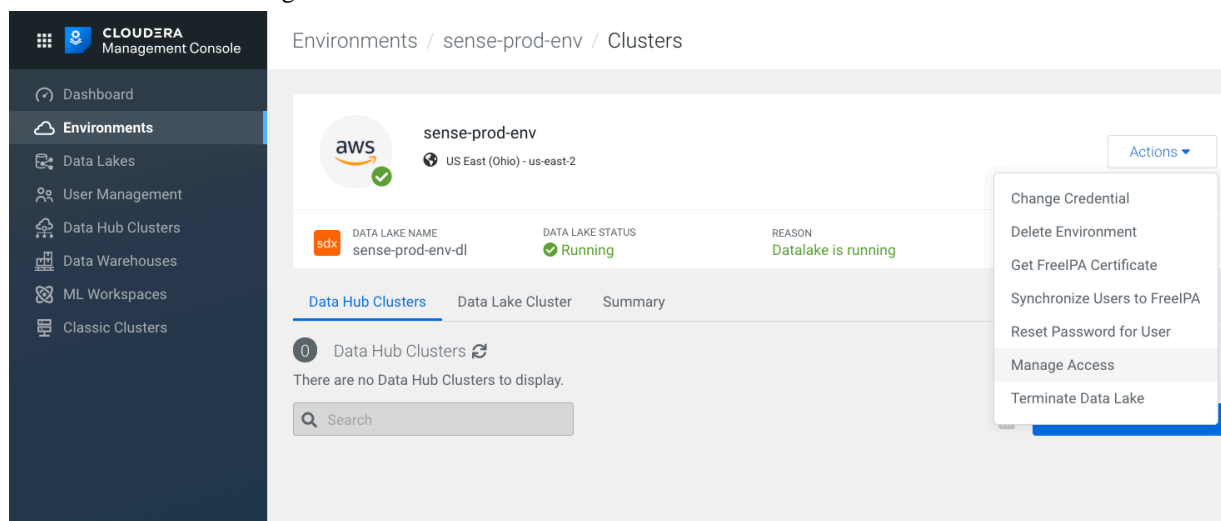 CLOUDERA
Management Console
Environments / sense-prod-env / Clusters
Dashboard
Environments
Data Lakes
User Management
Data Hub Clusters
Data Warehouses
ML Workspaces
Classic Clusters
aws
sense-prod-env
US East (Ohio) - us-east-2
Actions
Change Credential
Delete Environment
Get FreeIPA Certificate
Synchronize Users to FreeIPA
Reset Password for User
Manage Access
Terminate Data Lake
sdx
DATA LAKE NAME
sense-prod-env-dl
DATA LAKE STATUS
Running
REASON
Datalake is running
Data Hub Clusters Data Lake Cluster Summary
0 Data Hub Clusters
There are no Data Hub Clusters to display.
Search